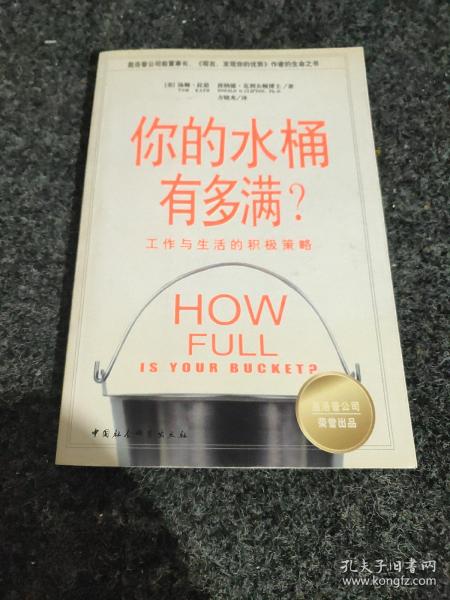 盖洛普公司前董事长、《现在,发现你的优势》作者的生命之书
[美] 汤姆·拉思 唐纳德·克利夫顿博士/著
TOM RATH DONALD O.CLIFTON, PH.D.
方晓光/译
你的水桶
有多满?
工作与生活的积极策略
HOW
FULL
IS YOUR BUCKET?
盖洛普公司
荣誉出品
中国社会科学出版社
孔夫子旧书网
www.kongfz.com